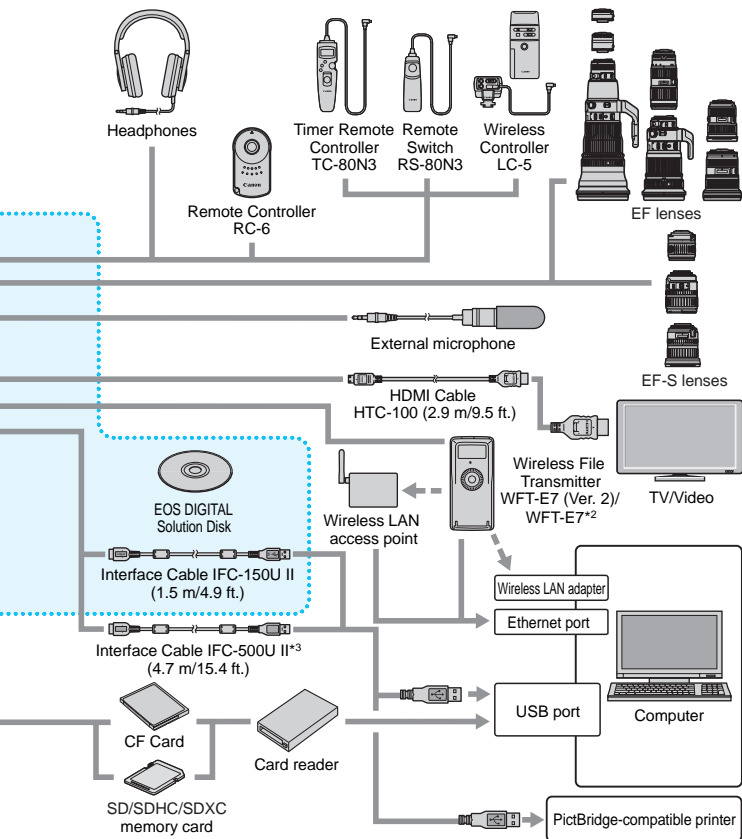 Headphones
Timer Remote
Controller
TC-80N3
Remote
Switch
RS-80N3
Wireless
Controller
LC-5
Canon
Remote Controller
RC-6
EF lenses
External microphone
EF-S lenses
HDMI Cable
HTC-100 (2.9 m/9.5 ft.)
TV/Video
Wireless File
Transmitter
WFT-E7 (Ver. 2)/
WFT-E7*2
EOS DIGITAL
Solution Disk
Wireless LAN
access point
Interface Cable IFC-150U II
(1.5 m/4.9 ft.)
Wireless LAN adapter
Ethernet port
Interface Cable IFC-500U II*3
(4.7 m/15.4 ft.)
USB port
Computer
CF Card
Card reader
SD/SDHC/SDXC
memory card
PictBridge-compatible printer